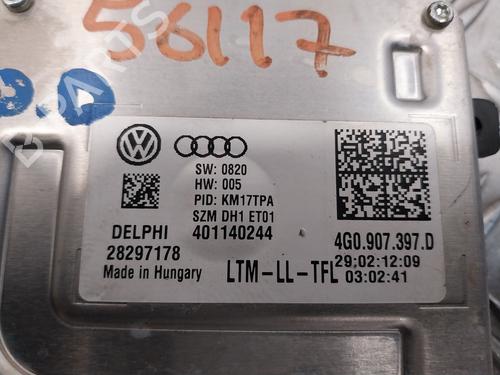 56117
SW: 0820
HW: 005
PID: KM17TPA
SZM DH1 ET01
DELPHI 401140244
28297178
Made in Hungary
LTM-LL-TFL
4G0.907.397.D
29:02:12:09
03:02:41